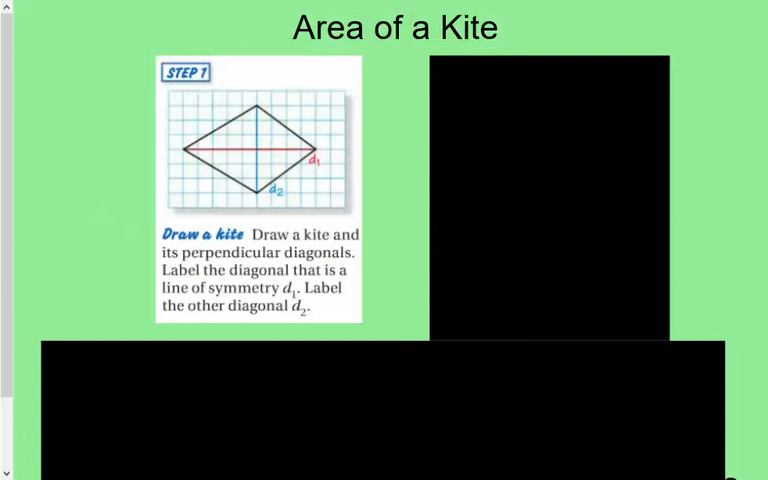 Area of a Kite
STEP 1
d₁
d₂
Draw a kite Draw a kite and
its perpendicular diagonals.
Label the diagonal that is a
line of symmetry d₁. Label
the other diagonal d₂.